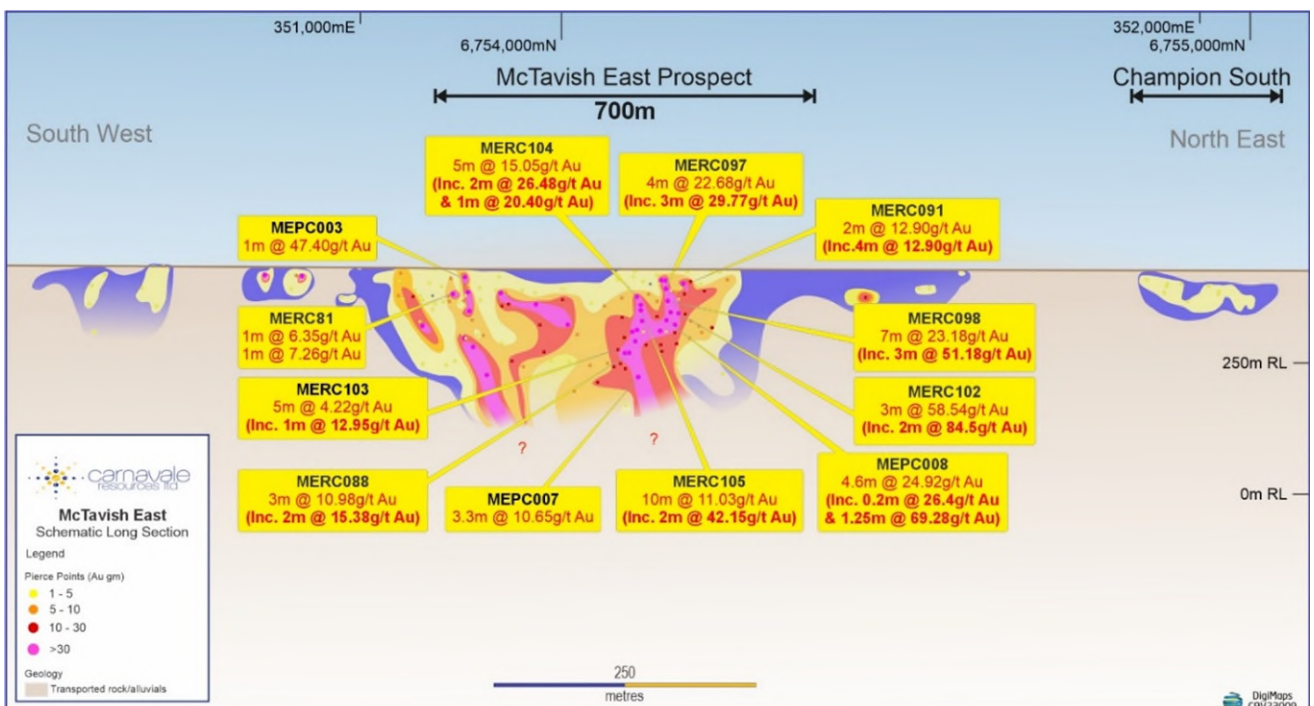 351,000mE
6,754,000mN
352,000mE
6,755,000mN
McTavish East Prospect
700m
Champion South
South West
North East
MERC104
5m @ 15.05g/t Au
(Inc. 2m @ 26.48g/t Au
& 1m @ 20.40g/t Au)
MERC097
4m @ 22.68g/t Au
(Inc. 3m @ 29.77g/t Au)
MERC091
2m @ 12.90g/t Au
(Inc.4m @ 12.90g/t Au)
MEPC003
1m @ 47.40g/t Au
MERC81
1m @ 6.35g/t Au
1m @ 7.26g/t Au
MERC098
7m @ 23.18g/t Au
(Inc. 3m @ 51.18g/t Au)
250m RL
MERC103
5m @ 4.22g/t Au
(Inc. 1m @ 12.95g/t Au)
MERC102
3m @ 58.54g/t Au
(Inc. 2m @ 84.5g/t Au)
?
?
MERC088
3m @ 10.98g/t Au
(Inc. 2m @ 15.38g/t Au)
MEPC007
3.3m @ 10.65g/t Au
MERC105
10m @ 11.03g/t Au
(Inc. 2m @ 42.15g/t Au)
MEPC008
4.6m @ 24.92g/t Au
(Inc. 0.2m @ 26.4g/t Au
& 1.25m @ 69.28g/t Au)
0m RL
carnavale
resources ltd
McTavish East
Schematic Long Section
Legend
Pierce Points (Au gm)
1 - 5
5 - 10
10 - 30
>30
Geology
Transported rock/alluvials
250
metres
DigiMaps